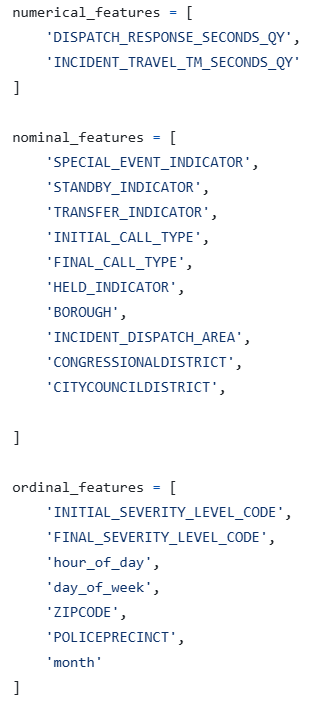 numerical_features = [
    'DISPATCH_RESPONSE_SECONDS_QY',
    'INCIDENT_TRAVEL_TM_SECONDS_QY'
]

nominal_features = [
    'SPECIAL_EVENT_INDICATOR',
    'STANDBY_INDICATOR',
    'TRANSFER_INDICATOR',
    'INITIAL_CALL_TYPE',
    'FINAL_CALL_TYPE',
    'HELD_INDICATOR',
    'BOROUGH',
    'INCIDENT_DISPATCH_AREA',
    'CONGRESSIONALDISTRICT',
    'CITYCOUNCILDISTRICT',

]

ordinal_features = [
    'INITIAL_SEVERITY_LEVEL_CODE',
    'FINAL_SEVERITY_LEVEL_CODE',
    'hour_of_day',
    'day_of_week',
    'ZIPCODE',
    'POLICEPRECINCT',
    'month'
]